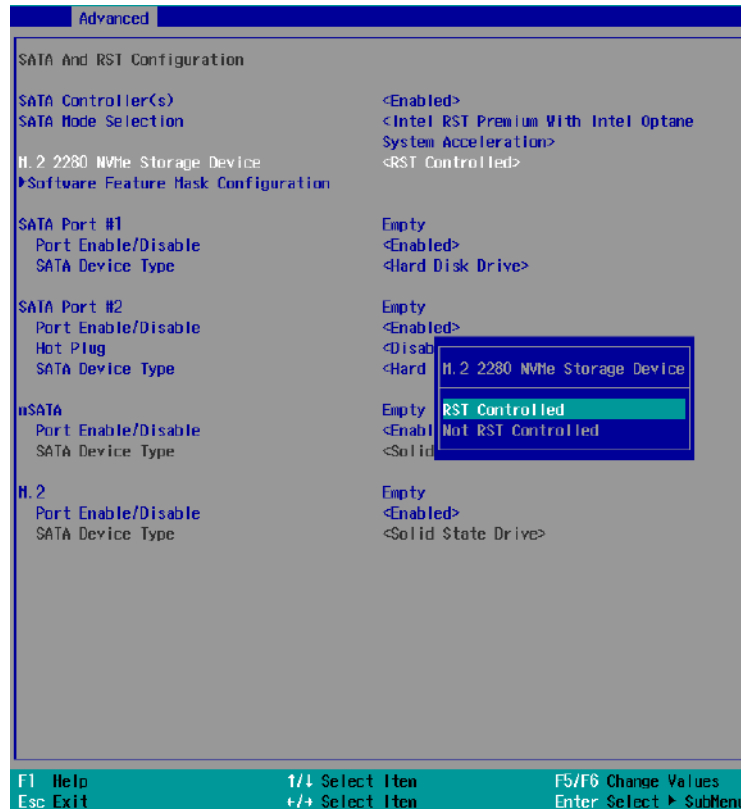 Advanced
SATA And RST Configuration
SATA Controller(s) <Enabled>
SATA Mode Selection <Intel RST Premium With Intel Optane
System Acceleration>
M.2 2280 NVMe Storage Device <RST Controlled>
▶Software Feature Mask Configuration
SATA Port #1 Empty
Port Enable/Disable <Enabled>
SATA Device Type <Hard Disk Drive>
SATA Port #2 Empty
Port Enable/Disable <Enabled>
Hot Plug <Disab
SATA Device Type <Hard
M.2 2280 NVMe Storage Device
RST Controlled
Not RST Controlled
mSATA Empty
Port Enable/Disable <Enabl
SATA Device Type <Solid
M.2 Empty
Port Enable/Disable <Enabled>
SATA Device Type <Solid State Drive>
F1 Help ↑/↓ Select Item F5/F6 Change Values
Esc Exit ←/→ Select Item Enter Select ▶ SubMenu